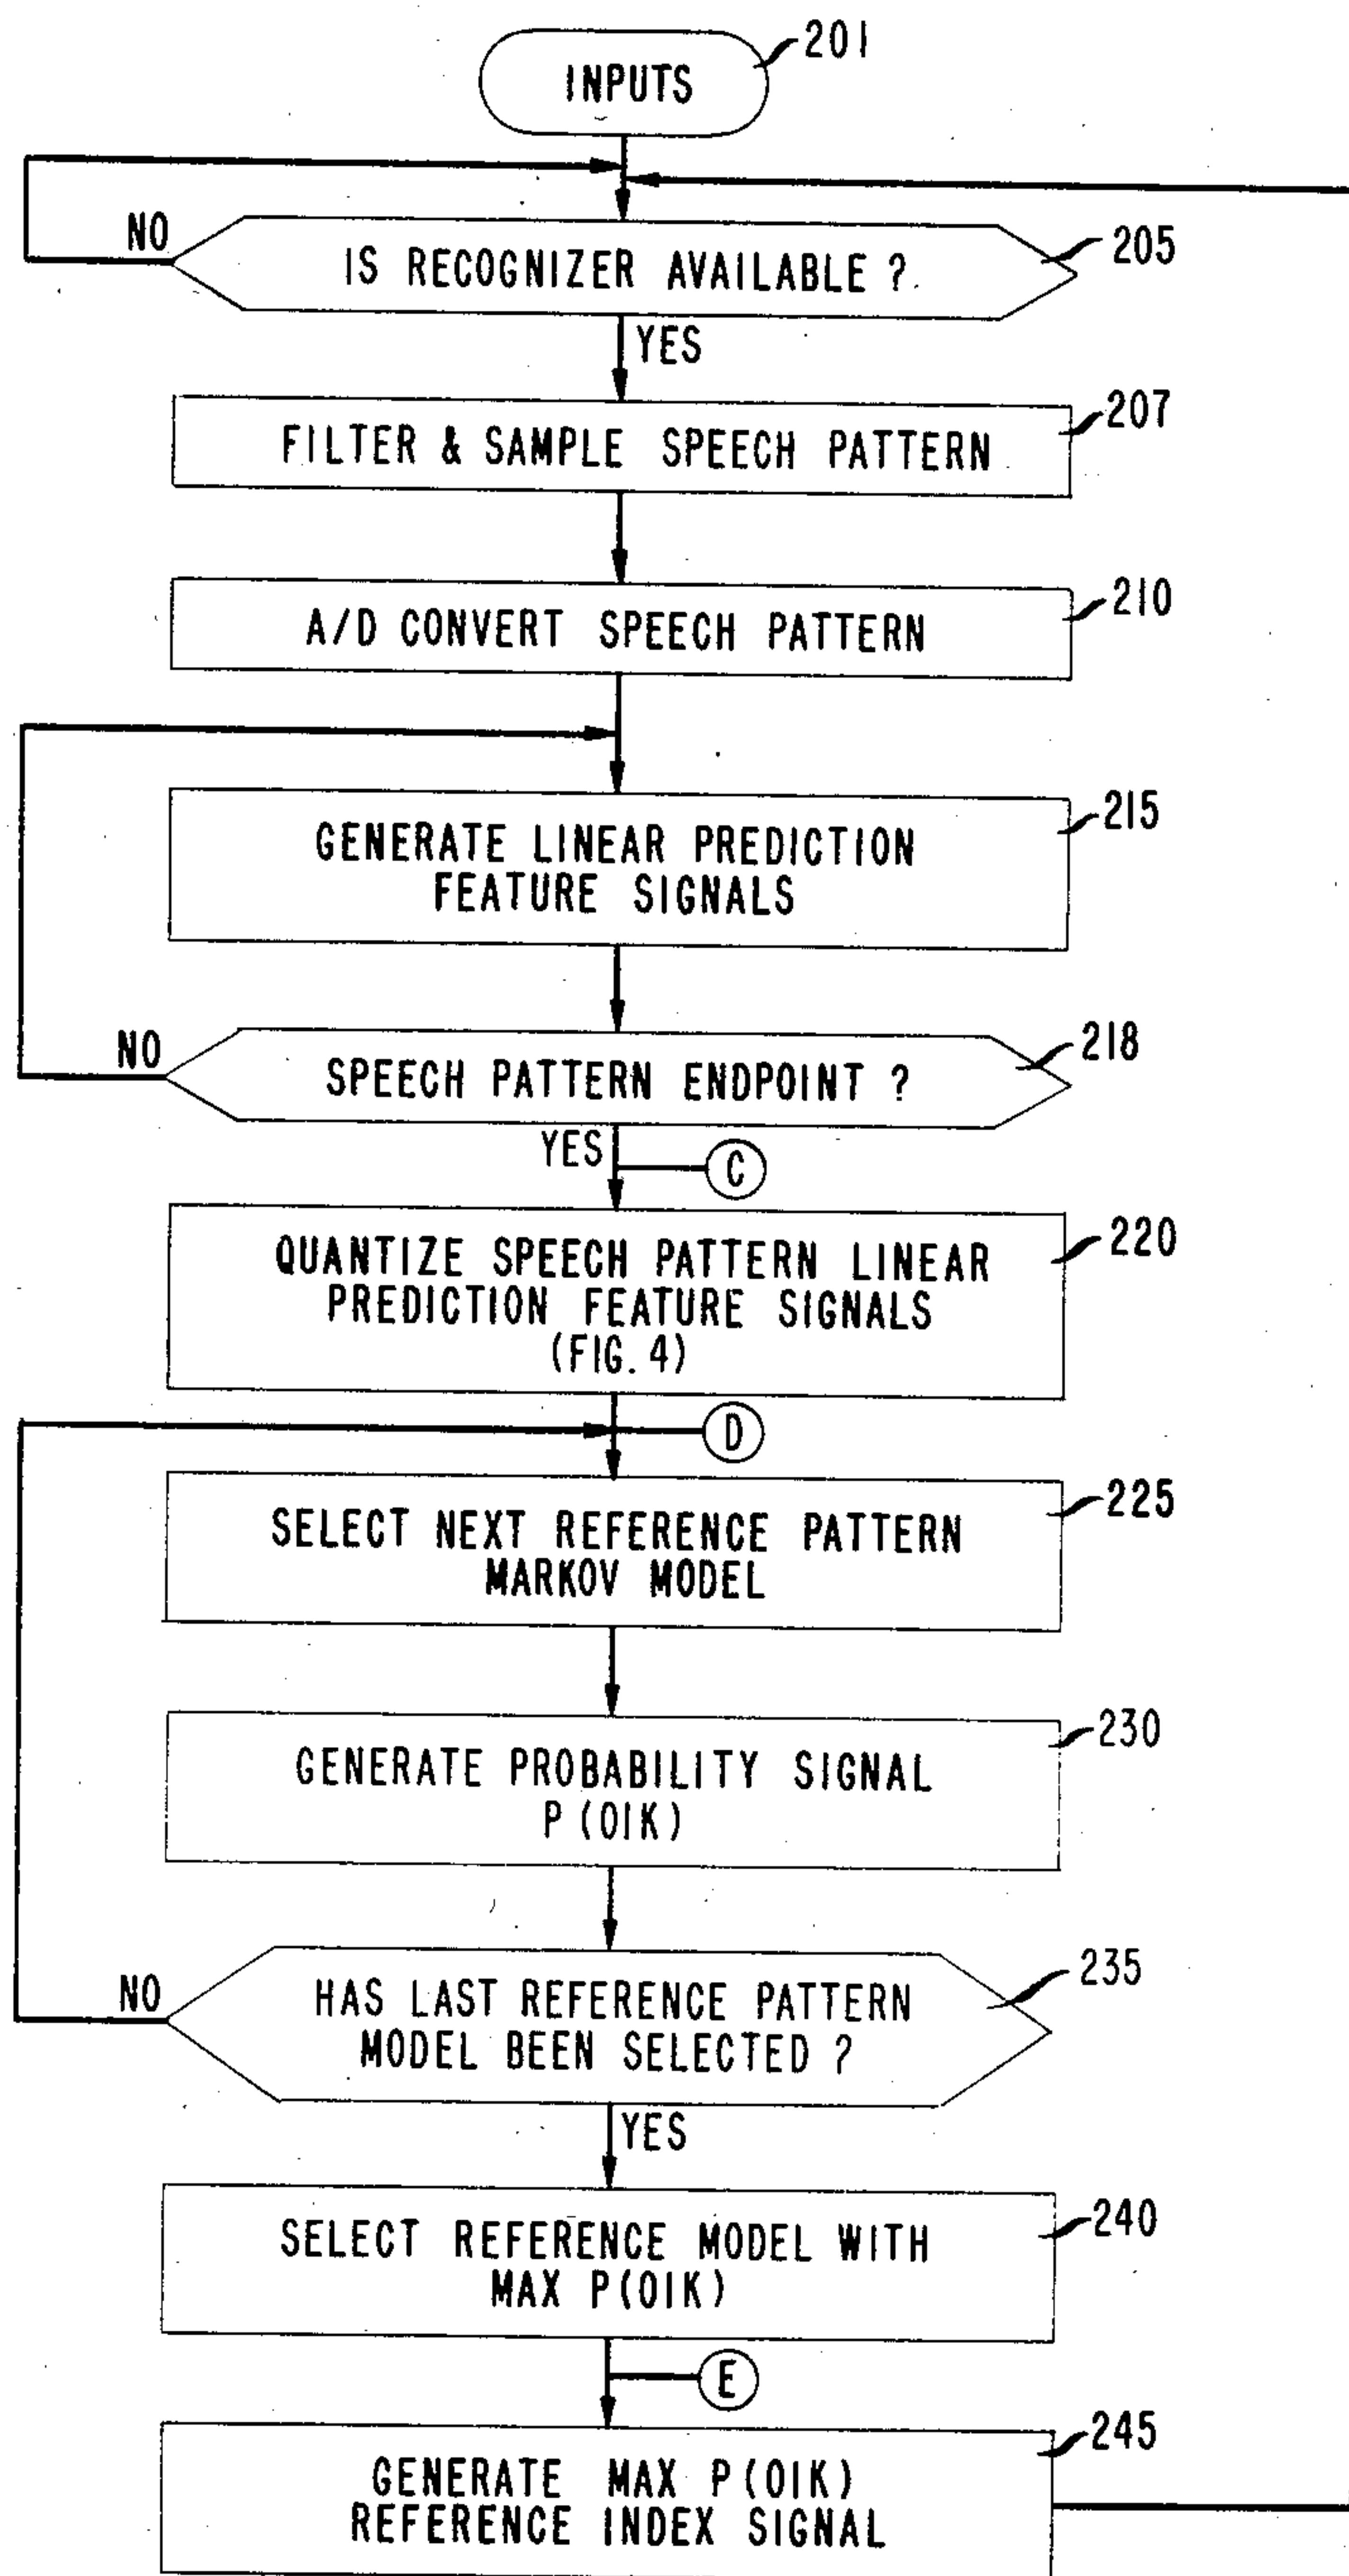 INPUTS
201
NO
IS RECOGNIZER AVAILABLE ?
205
YES
FILTER & SAMPLE SPEECH PATTERN
207
A/D CONVERT SPEECH PATTERN
210
GENERATE LINEAR PREDICTION
FEATURE SIGNALS
215
NO
SPEECH PATTERN ENDPOINT ?
218
YES
C
QUANTIZE SPEECH PATTERN LINEAR
PREDICTION FEATURE SIGNALS
(FIG. 4)
220
D
SELECT NEXT REFERENCE PATTERN
MARKOV MODEL
225
GENERATE PROBABILITY SIGNAL
P(O|K)
230
NO
HAS LAST REFERENCE PATTERN
MODEL BEEN SELECTED ?
235
YES
SELECT REFERENCE MODEL WITH
MAX P(O|K)
240
E
GENERATE MAX P(O|K)
REFERENCE INDEX SIGNAL
245